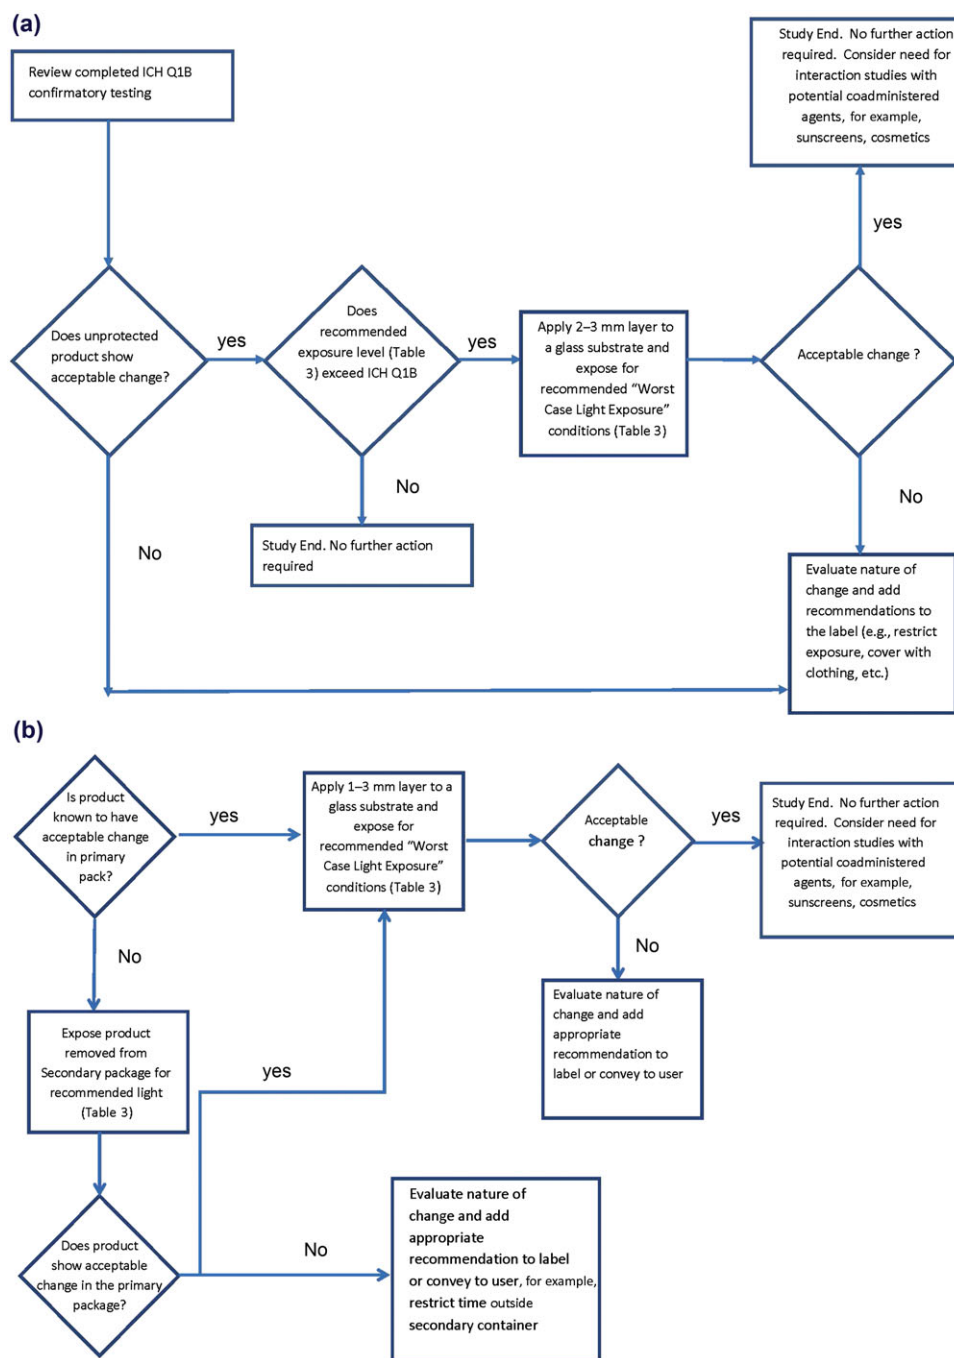 (a)
Review completed ICH Q1B
confirmatory testing
Study End. No further action
required. Consider need for
interaction studies with
potential coadministered
agents, for example,
sunscreens, cosmetics
yes
Does unprotected
product show
acceptable change?
yes
Does
recommended
exposure level (Table
3) exceed ICH Q1B
yes
Apply 2–3 mm layer to
a glass substrate and
expose for
recommended “Worst
Case Light Exposure”
conditions (Table 3)
Acceptable change ?
No
No
No
Study End. No further action
required
Evaluate nature of
change and add
recommendations to
the label (e.g., restrict
exposure, cover with
clothing, etc.)
(b)
Is product
known to have
acceptable change
in primary
pack?
yes
Apply 1–3 mm layer to a
glass substrate and
expose for
recommended “Worst
Case Light Exposure”
conditions (Table 3)
Acceptable
change ?
yes
Study End. No further action
required. Consider need for
interaction studies with
potential coadministered
agents, for example,
sunscreens, cosmetics
No
No
Evaluate nature of
change and add
appropriate
recommendation to
label or convey to user
Expose product
removed from
Secondary package for
recommended light
(Table 3)
yes
Does product
show acceptable
change in the primary
package?
No
Evaluate nature of
change and add
appropriate
recommendation to label
or convey to user, for example,
restrict time outside
secondary container